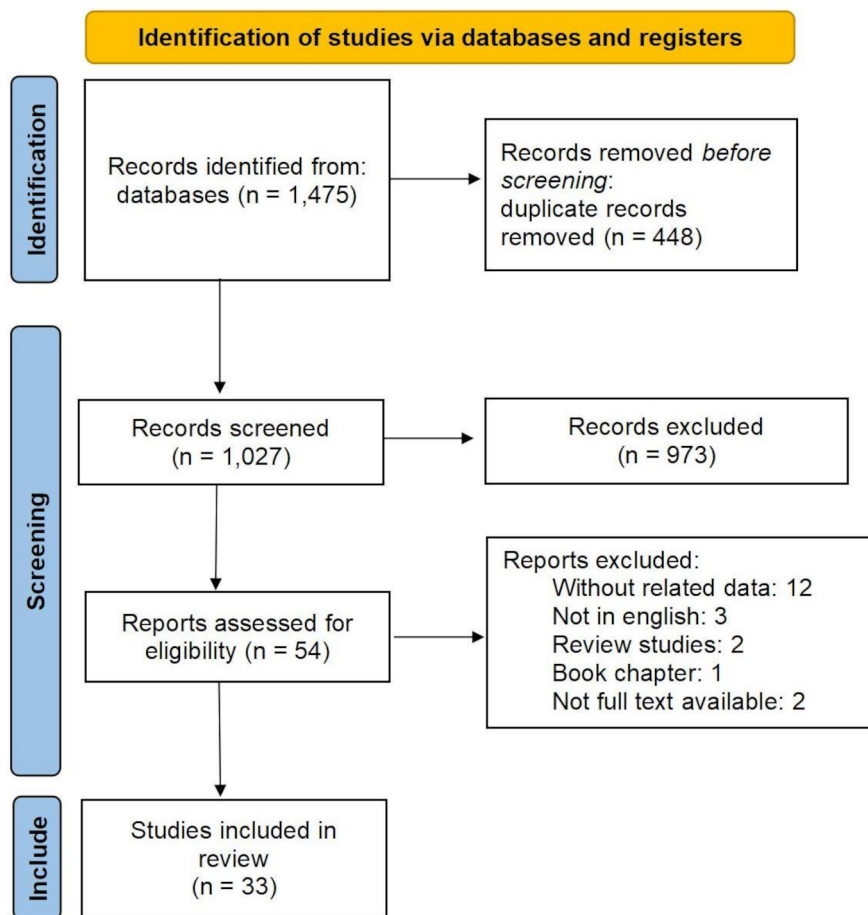 Identification of studies via databases and registers
Identification
Records identified from:
databases (n = 1,475)
Records removed before
screening:
duplicate records
removed (n = 448)
Screening
Records screened
(n = 1,027)
Records excluded
(n = 973)
Reports assessed for
eligibility (n = 54)
Reports excluded:
Without related data: 12
Not in english: 3
Review studies: 2
Book chapter: 1
Not full text available: 2
Include
Studies included in
review
(n = 33)